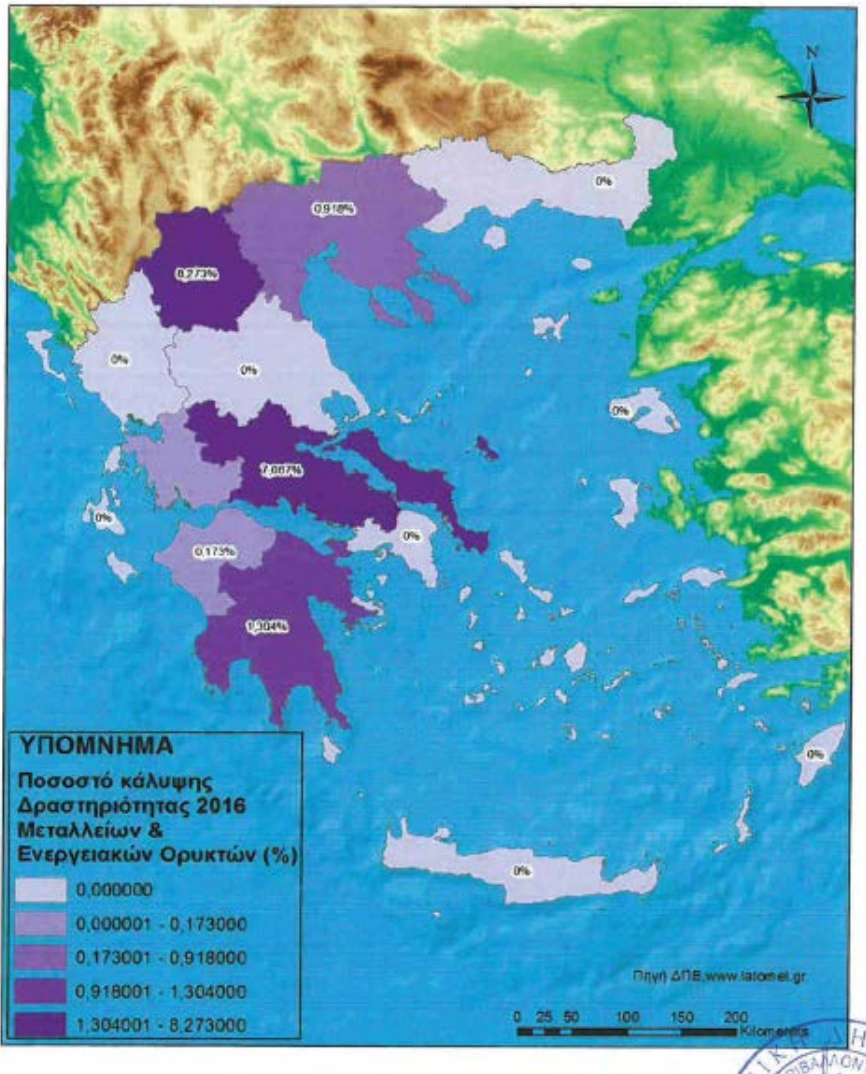 N
0%
0,918%
8,273%
0%
0%
0%
7,087%
0%
0%
0,173%
1,304%
0%
0%
ΥΠΟΜΝΗΜΑ
Ποσοστό κάλυψης
Δραστηριότητας 2016
Μεταλλείων &
Ενεργειακών Ορυκτών (%)
0,000000
0,000001 - 0,173000
0,173001 - 0,918000
0,918001 - 1,304000
1,304001 - 8,273000
Πηγή ΔΠΒ,www.latomet.gr
0 25 50 100 150 200
Kilometers